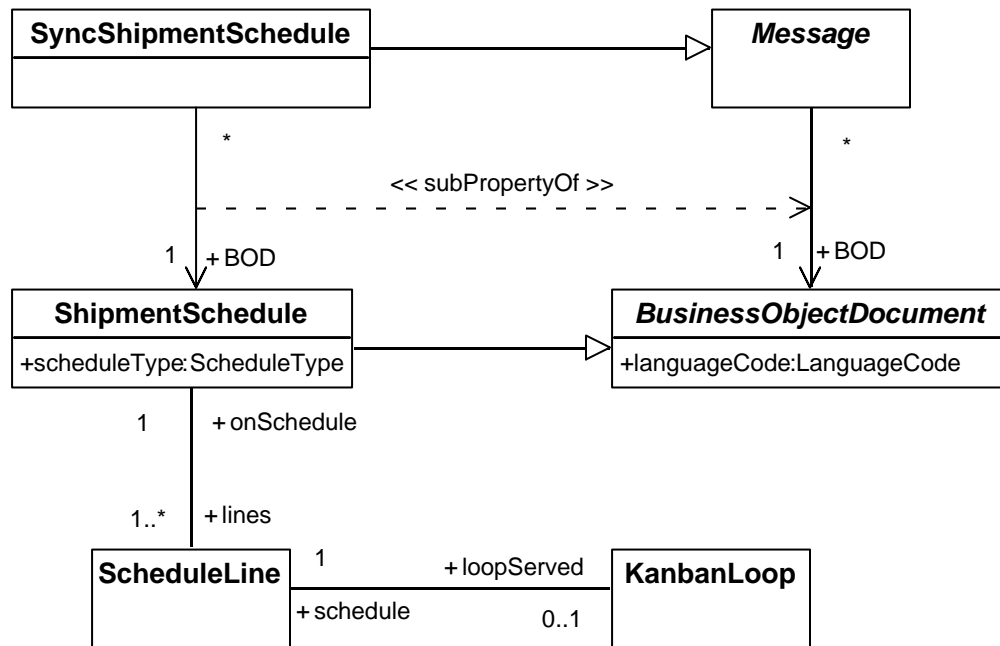 SyncShipmentSchedule
Message
*
*
<< subPropertyOf >>
1
+ BOD
1
+ BOD
ShipmentSchedule
+scheduleType:ScheduleType
BusinessObjectDocument
+languageCode:LanguageCode
1
+ onSchedule
1..*
+ lines
ScheduleLine
1
+ schedule
+ loopServed
0..1
KanbanLoop